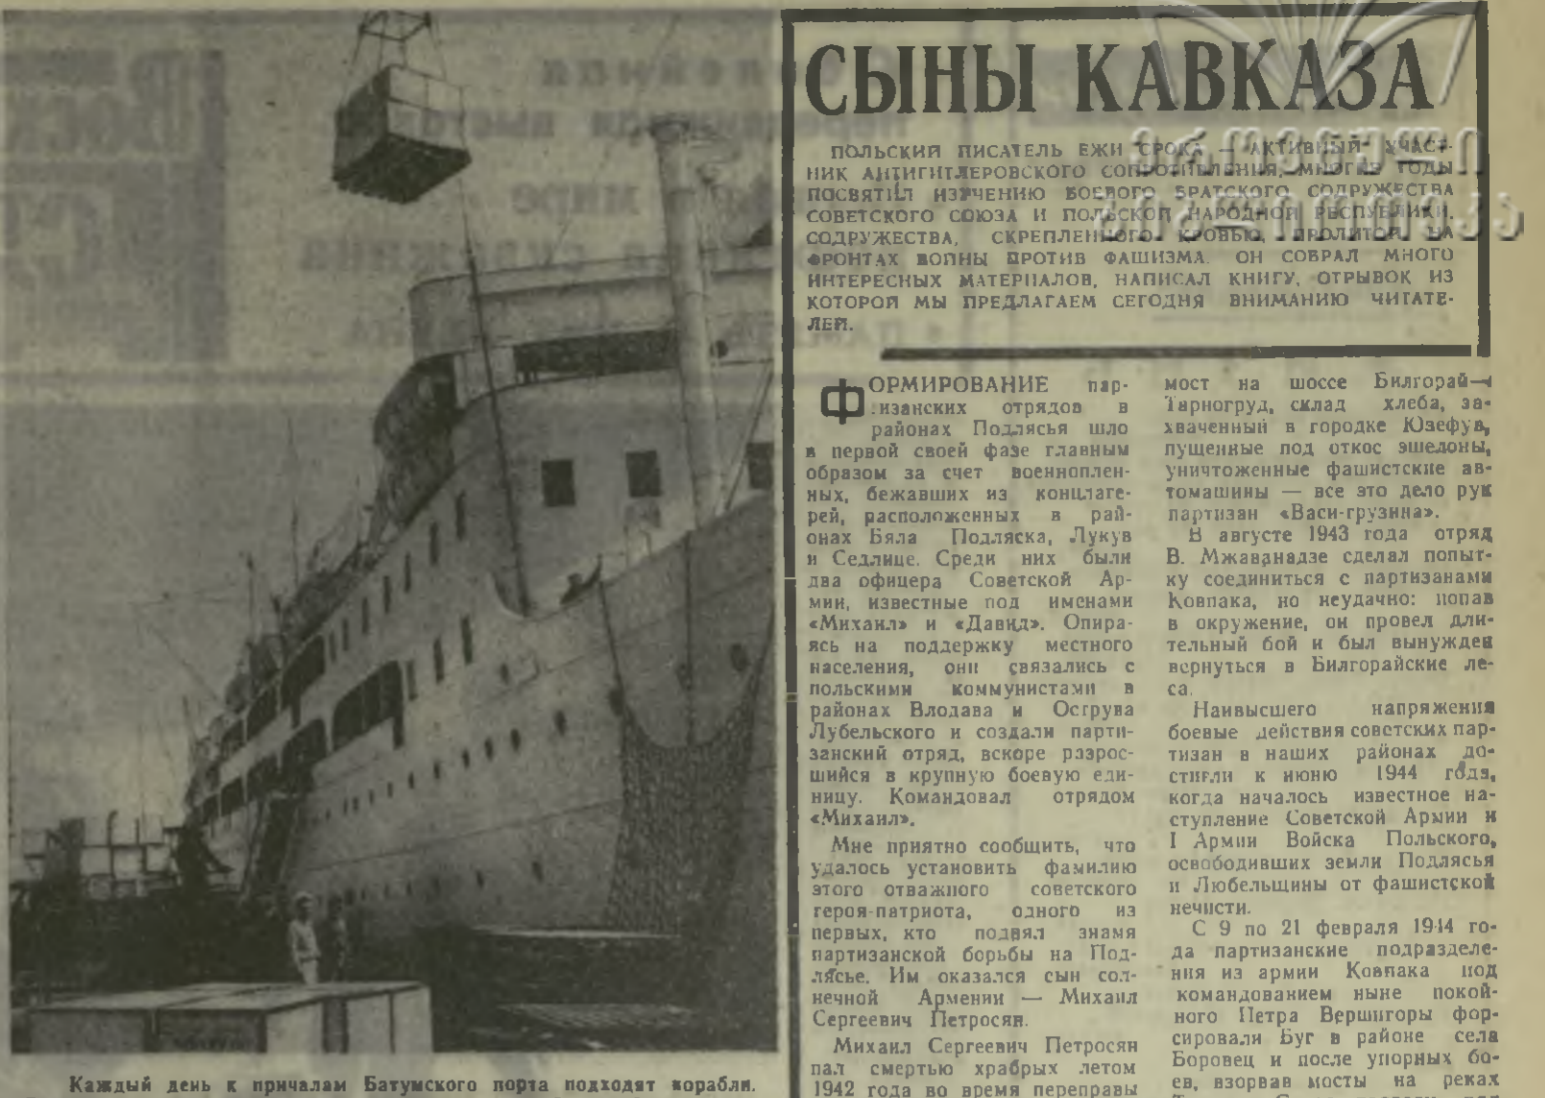 СЫНЫ КАВКАЗА
ПОЛЬСКИЙ ПИСАТЕЛЬ ЕЖИ СРОКА — АКТИВНЫЙ УЧАСТ-
НИК АНТИГИТЛЕРОВСКОГО СОПРОТИВЛЕНИЯ, МНОГИЕ ГОДЫ
ПОСВЯТИЛ ИЗУЧЕНИЮ БОЕВОГО БРАТСКОГО СОДРУЖЕСТВА
СОВЕТСКОГО СОЮЗА И ПОЛЬСКОЙ НАРОДНОЙ РЕСПУБЛИКИ,
СОДРУЖЕСТВА, СКРЕПЛЕННОГО КРОВЬЮ, ПРОЛИТОЙ НА
ФРОНТАХ ВОЙНЫ ПРОТИВ ФАШИЗМА. ОН СОБРАЛ МНОГО
ИНТЕРЕСНЫХ МАТЕРИАЛОВ, НАПИСАЛ КНИГУ, ОТРЫВОК ИЗ
КОТОРОЙ МЫ ПРЕДЛАГАЕМ СЕГОДНЯ ВНИМАНИЮ ЧИТАТЕ-
ЛЕЙ.
ეროვნული
ბიბლიოთეკა
ФОРМИРОВАНИЕ пар-
тизанских отрядов в
районах Подлясья шло
в первой своей фазе главным
образом за счет военноплен-
ных, бежавших из концлаге-
рей, расположенных в рай-
онах Бяла Подляска, Лукув
и Седлице. Среди них были
два офицера Советской Ар-
мии, известные под именами
«Михаил» и «Давид». Опира-
ясь на поддержку местного
населения, они связались с
польскими коммунистами в
районах Влодава и Острува
Лубельского и создали парти-
занский отряд, вскоре разрос-
шийся в крупную боевую еди-
ницу. Командовал отрядом
«Михаил».
Мне приятно сообщить, что
удалось установить фамилию
этого отважного советского
героя-патриота, одного из
первых, кто поднял знамя
партизанской борьбы на Под-
лясье. Им оказался сын сол-
нечной Армении — Михаил
Сергеевич Петросян.
Михаил Сергеевич Петросян
пал смертью храбрых летом
1942 года во время переправы
мост на шоссе Билгорай—
Тарногруд, склад хлеба, за-
хваченный в городке Юзефув,
пущенные под откос эшелоны,
уничтоженные фашистские ав-
томашины — все это дело рук
партизан «Васи-грузина».
В августе 1943 года отряд
В. Мжаванадзе сделал попыт-
ку соединиться с партизанами
Ковпака, но неудачно: попав
в окружение, он провел дли-
тельный бой и был вынужден
вернуться в Билгорайские ле-
са.
Наивысшего напряжения
боевые действия советских пар-
тизан в наших районах до-
стигли к июню 1944 года,
когда началось известное на-
ступление Советской Армии и
I Армии Войска Польского,
освободивших земли Подлясья
и Любельщины от фашистской
нечисти.
С 9 по 21 февраля 1944 го-
да партизанские подразделе-
ния из армии Ковпака под
командованием ныне покой-
ного Петра Вершигоры фор-
сировали Буг в районе села
Боровец и после упорных бо-
ев, взорвав мосты на реках
Каждый день к причалам Батумского порта подходят корабли.